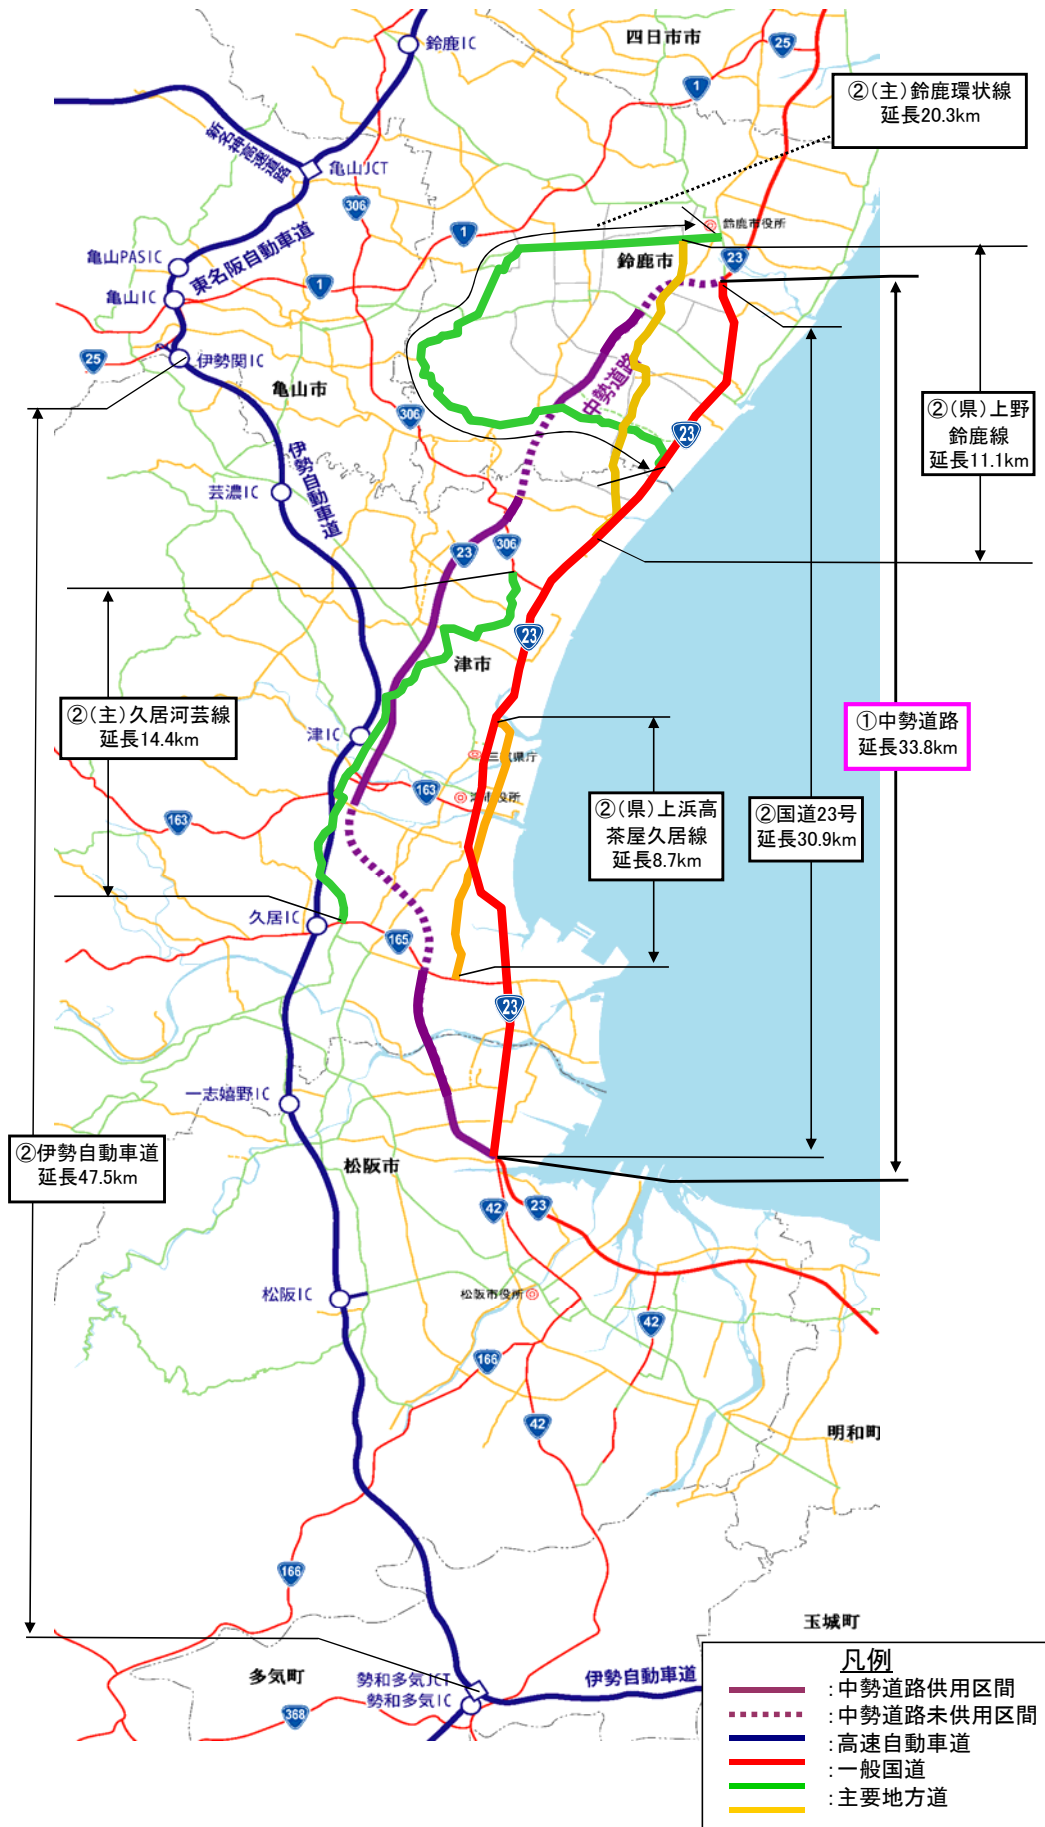 鈴鹿IC
四日市市
25
1
②(主)鈴鹿環状線
延長20.3km
新名神高速道路
亀山JCT
306
1
鈴鹿市役所
鈴鹿市
23
亀山PASIC
東名阪自動車道
亀山IC
1
25
伊勢関IC
亀山市
中勢道路
306
23
②(県)上野
鈴鹿線
延長11.1km
伊勢自動車道
芸濃IC
23
306
23
津市
②(主)久居河芸線
延長14.4km
①中勢道路
延長33.8km
津IC
三重県庁
163
津市役所
163
②(県)上浜高
茶屋久居線
延長8.7km
②国道23号
延長30.9km
久居IC
165
23
一志嬉野IC
②伊勢自動車道
延長47.5km
松阪市
42
23
松阪IC
松阪市役所
42
166
42
明和町
166
玉城町
多気町
勢和多気JCT
勢和多気IC
伊勢自動車道
368
凡例
:中勢道路供用区間
:中勢道路未供用区間
:高速自動車道
:一般国道
:主要地方道